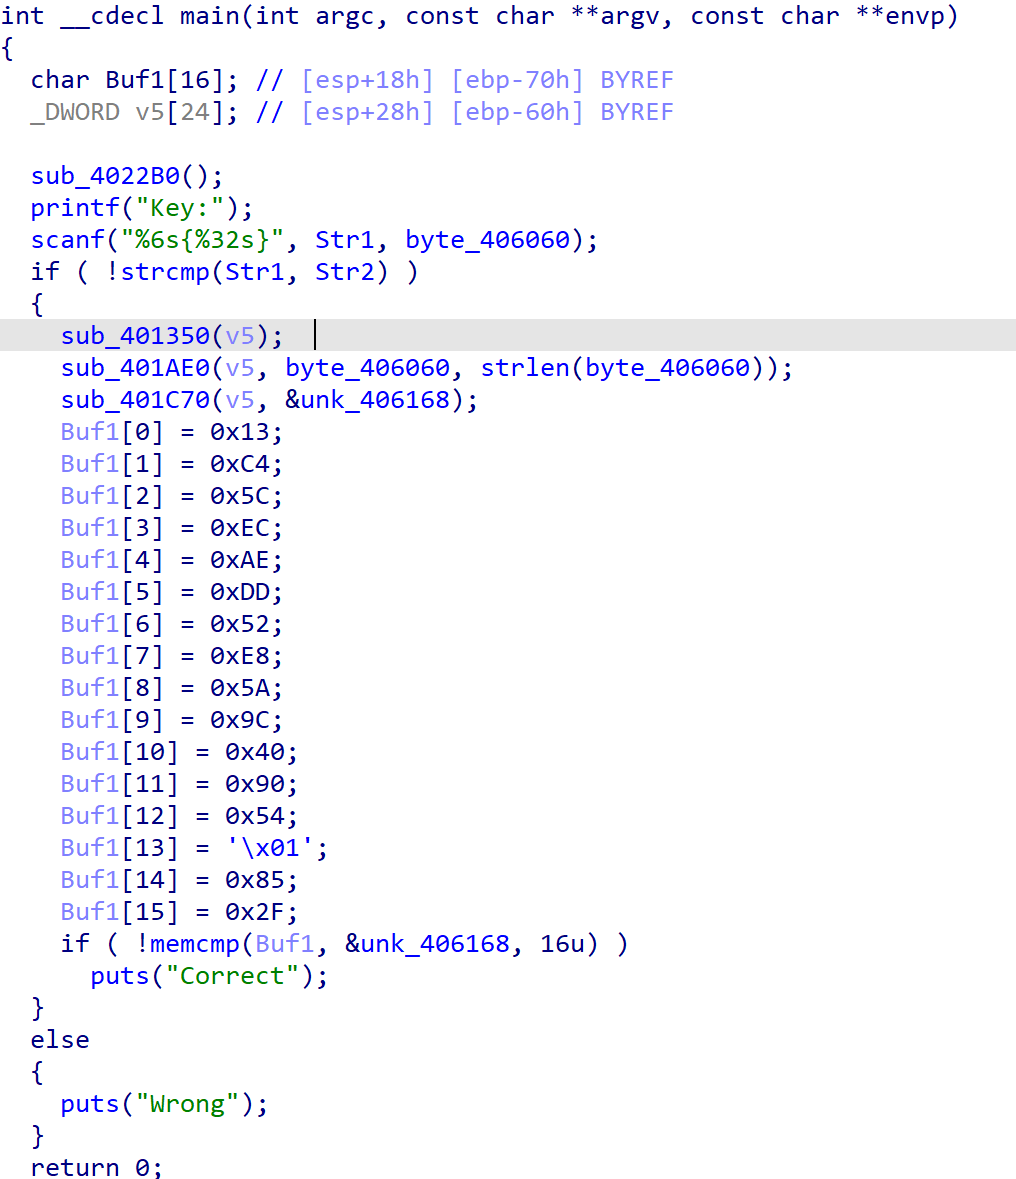 int __cdecl main(int argc, const char **argv, const char **envp)
{
  char Buf1[16]; // [esp+18h] [ebp-70h] BYREF
  _DWORD v5[24]; // [esp+28h] [ebp-60h] BYREF

  sub_4022B0();
  printf("Key:");
  scanf("%6s{%32s}", Str1, byte_406060);
  if ( !strcmp(Str1, Str2) )
  {
    sub_401350(v5);
    sub_401AE0(v5, byte_406060, strlen(byte_406060));
    sub_401C70(v5, &unk_406168);
    Buf1[0] = 0x13;
    Buf1[1] = 0xC4;
    Buf1[2] = 0x5C;
    Buf1[3] = 0xEC;
    Buf1[4] = 0xAE;
    Buf1[5] = 0xDD;
    Buf1[6] = 0x52;
    Buf1[7] = 0xE8;
    Buf1[8] = 0x5A;
    Buf1[9] = 0x9C;
    Buf1[10] = 0x40;
    Buf1[11] = 0x90;
    Buf1[12] = 0x54;
    Buf1[13] = '\x01';
    Buf1[14] = 0x85;
    Buf1[15] = 0x2F;
    if ( !memcmp(Buf1, &unk_406168, 16u) )
      puts("Correct");
  }
  else
  {
    puts("Wrong");
  }
  return 0;